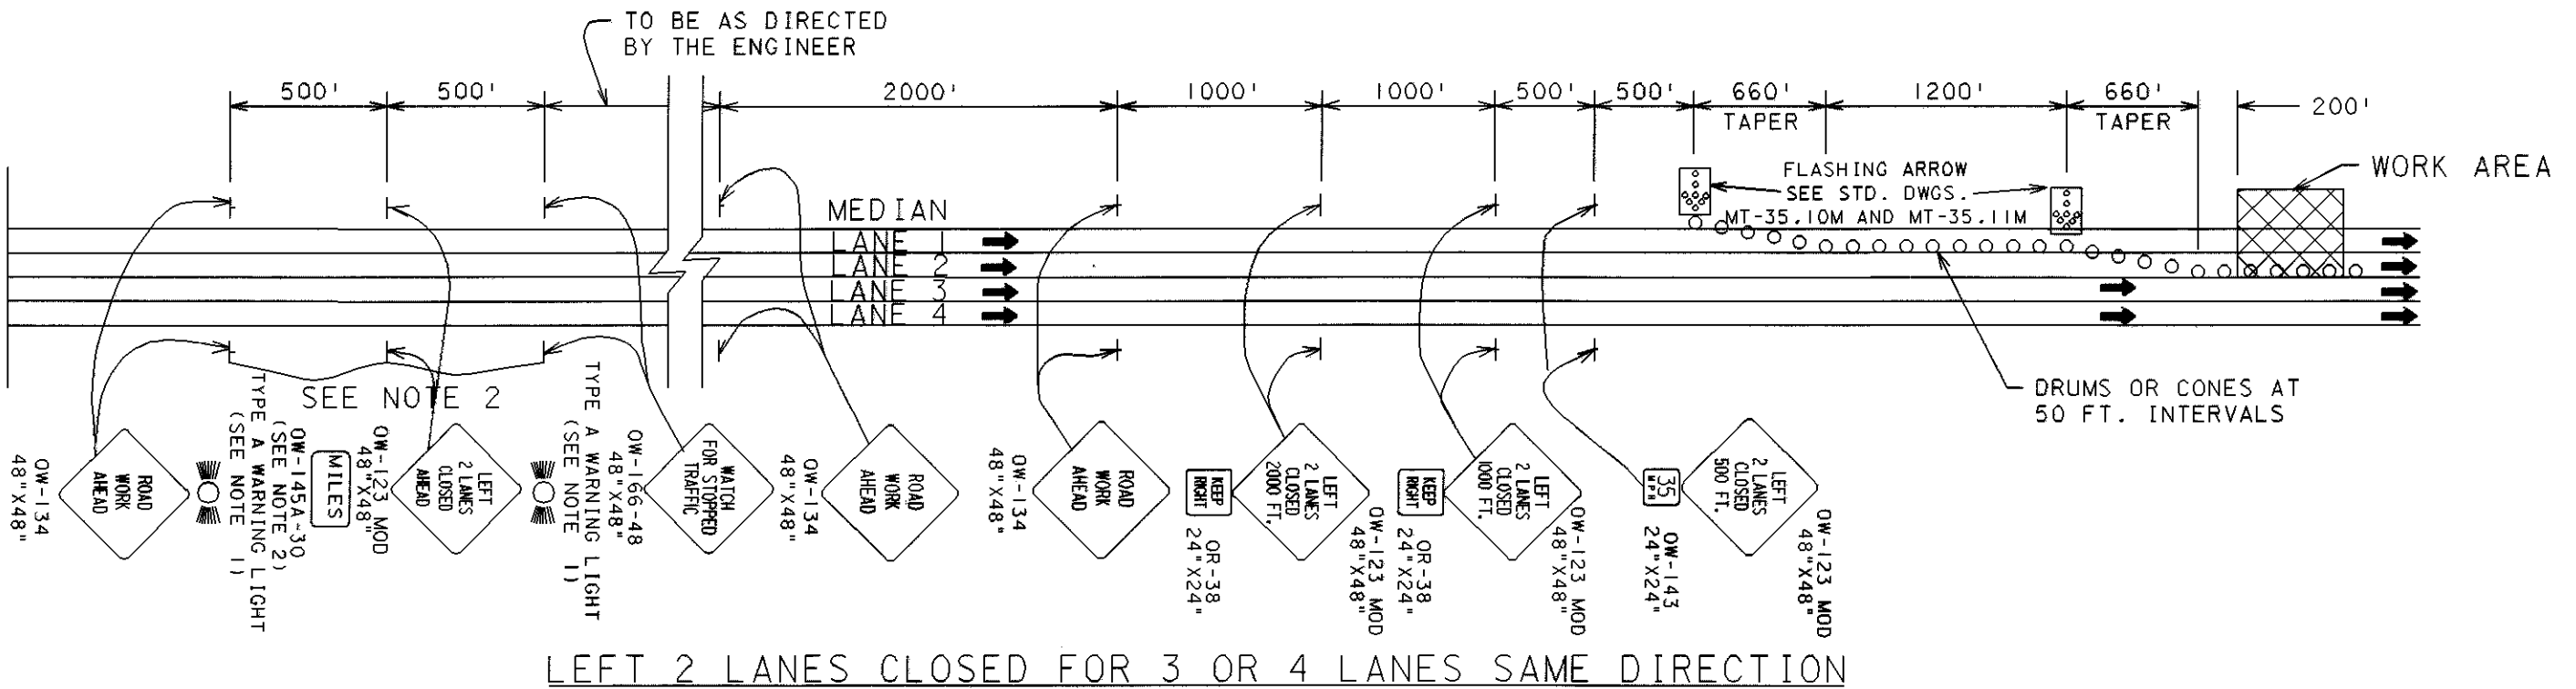 TO BE AS DIRECTED
BY THE ENGINEER
500'
500'
2000'
1000'
1000'
500'
500'
660'
TAPER
1200'
660'
TAPER
200'
WORK AREA
FLASHING ARROW
SEE STD. DWGS.
MT-35.10M AND MT-35.11M
MEDIAN
LANE 1
LANE 2
LANE 3
LANE 4
DRUMS OR CONES AT
50 FT. INTERVALS
SEE NOTE 2
OW-134
48"X48"
ROAD
WORK
AHEAD
TYPE A WARNING LIGHT
(SEE NOTE 1)
OW-145A-30
(SEE NOTE 2)
MILES
OW-123 MOD
48"X48"
LEFT
2 LANES
CLOSED
AHEAD
TYPE A WARNING LIGHT
(SEE NOTE 1)
OW-166-48
48"X48"
WATCH
FOR STOPPED
TRAFFIC
OW-134
48"X48"
ROAD
WORK
AHEAD
OW-134
48"X48"
ROAD
WORK
AHEAD
KEEP
RIGHT
OR-38
24"X24"
LEFT
2 LANES
CLOSED
2000 FT.
OW-123 MOD
48"X48"
KEEP
RIGHT
OR-38
24"X24"
LEFT
2 LANES
CLOSED
1000 FT.
OW-123 MOD
48"X48"
35
MPH
OW-143
24"X24"
LEFT
2 LANES
CLOSED
500 FT.
OW-123 MOD
48"X48"
LEFT 2 LANES CLOSED FOR 3 OR 4 LANES SAME DIRECTION